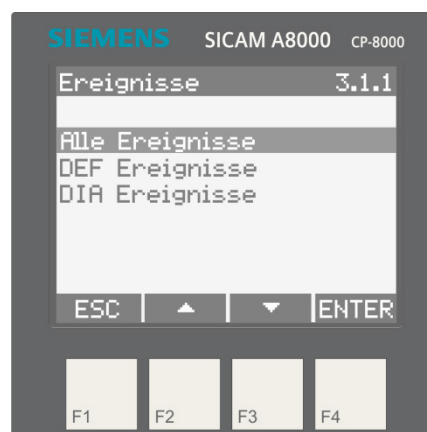 SIEMENS SICAM A8000 CP-8000
Ereignisse 3.1.1
Alle Ereignisse
DEF Ereignisse
DIA Ereignisse
ESC ▲ ▼ ENTER
F1 F2 F3 F4